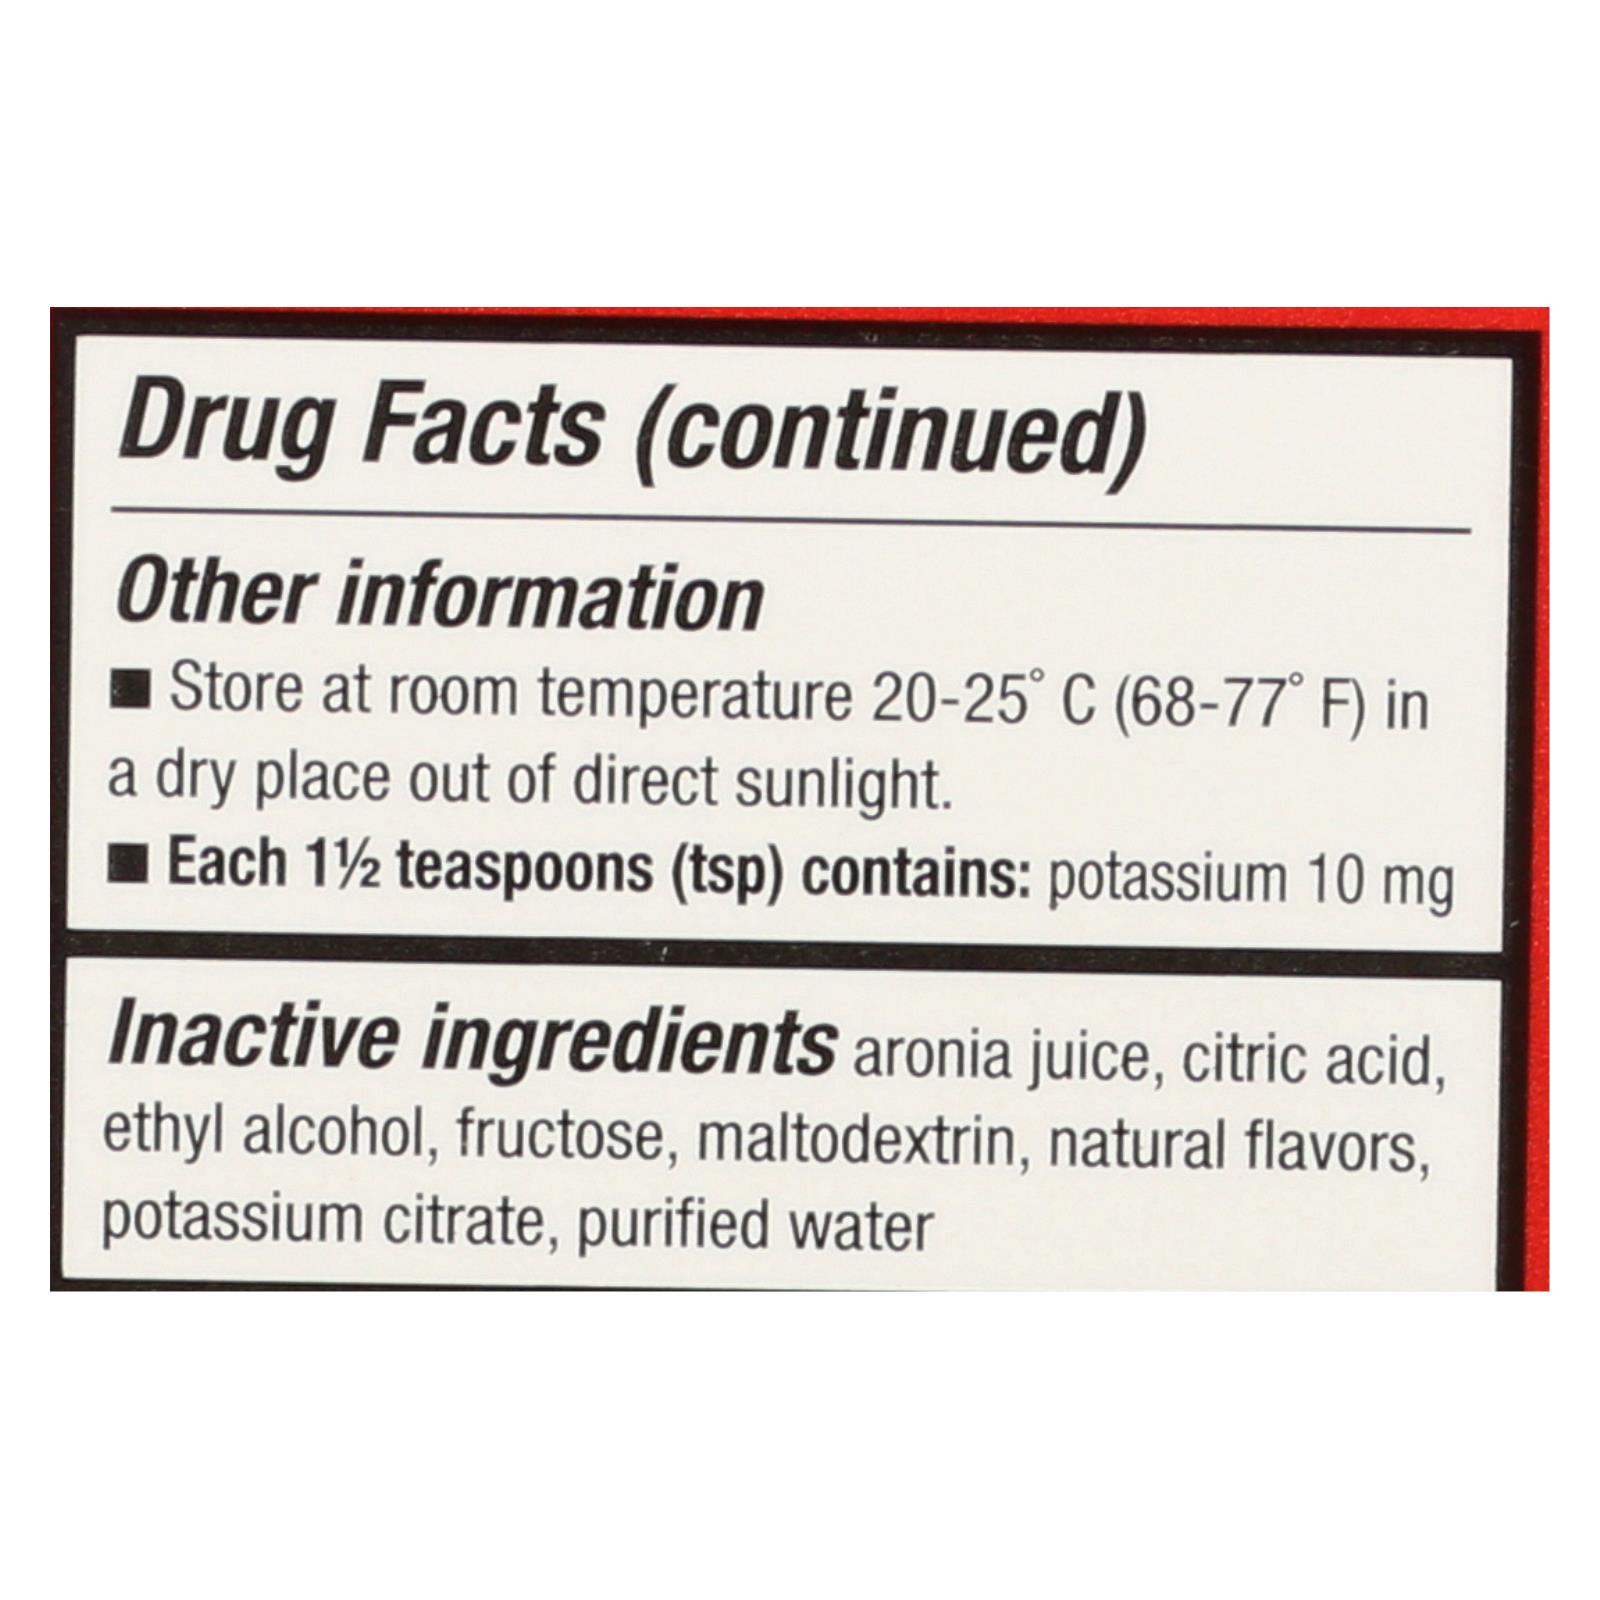 Drug Facts (continued)
Other information
■ Store at room temperature 20-25° C (68-77° F) in
a dry place out of direct sunlight.
■ Each 1½ teaspoons (tsp) contains: potassium 10 mg
Inactive ingredients aronia juice, citric acid,
ethyl alcohol, fructose, maltodextrin, natural flavors,
potassium citrate, purified water